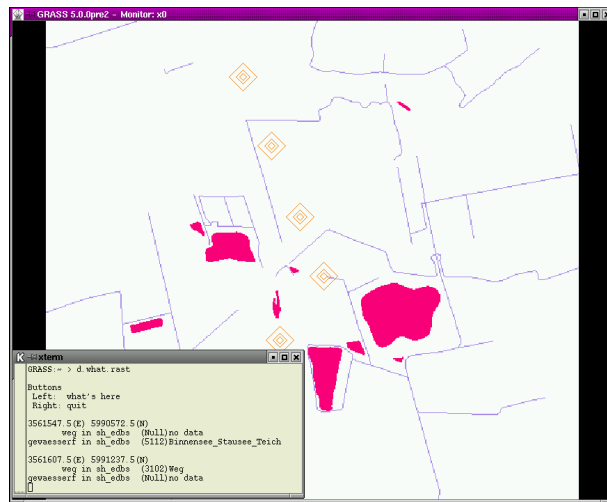 GRASS 5.0.0pre2 - Monitor: x0
xterm
GRASS:~ > d.what.rast
Buttons
Left: what's here
Right: quit
3561547.5(E) 5990572.5(N)
weg in sh_edbs (Null)no data
gewaesserf in sh_edbs (5112)Binnensee_Stausee_Teich
3561607.5(E) 5991237.5(N)
weg in sh_edbs (3102)Weg
gewaesserf in sh_edbs (Null)no data